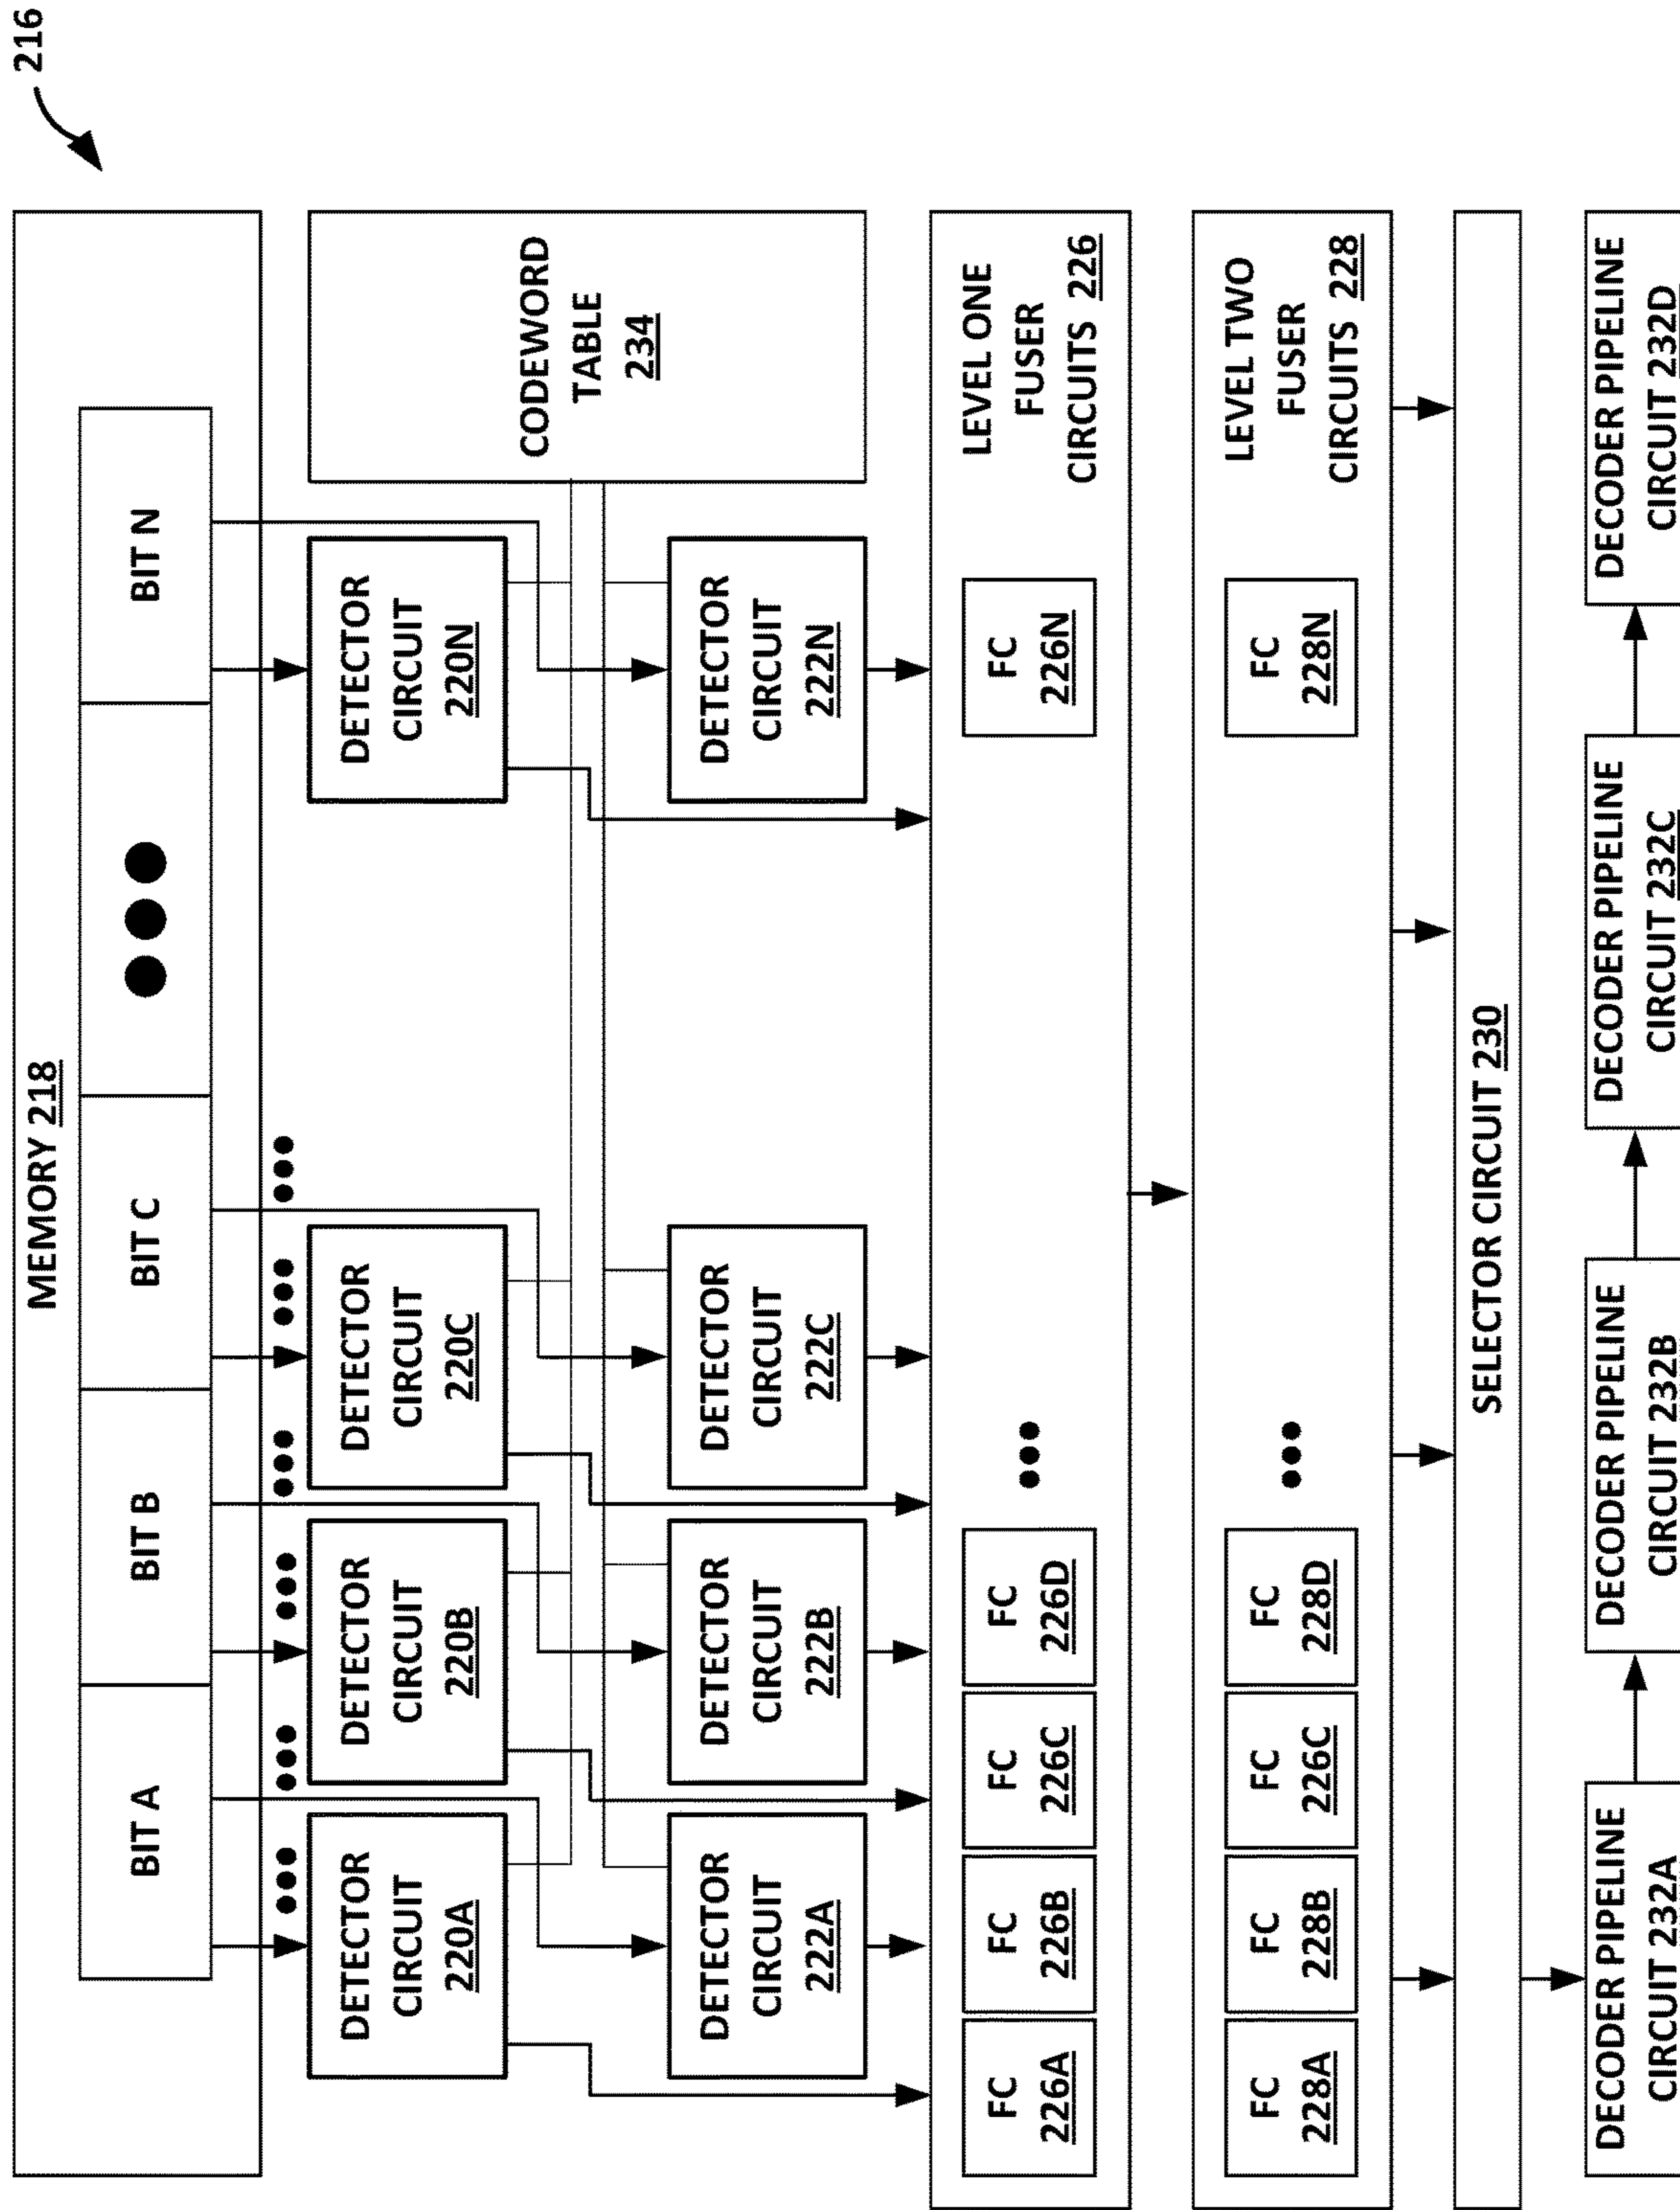 216
MEMORY 218
BIT A
BIT B
BIT C
BIT N
DETECTOR
CIRCUIT
220A
DETECTOR
CIRCUIT
220B
DETECTOR
CIRCUIT
220C
DETECTOR
CIRCUIT
220N
CODEWORD
TABLE
234
DETECTOR
CIRCUIT
222A
DETECTOR
CIRCUIT
222B
DETECTOR
CIRCUIT
222C
DETECTOR
CIRCUIT
222N
FC
226A
FC
226B
FC
226C
FC
226D
FC
226N
LEVEL ONE
FUSER
CIRCUITS 226
FC
228A
FC
228B
FC
226C
FC
228D
FC
228N
LEVEL TWO
FUSER
CIRCUITS 228
SELECTOR CIRCUIT 230
DECODER PIPELINE
CIRCUIT 232A
DECODER PIPELINE
CIRCUIT 232B
DECODER PIPELINE
CIRCUIT 232C
DECODER PIPELINE
CIRCUIT 232D